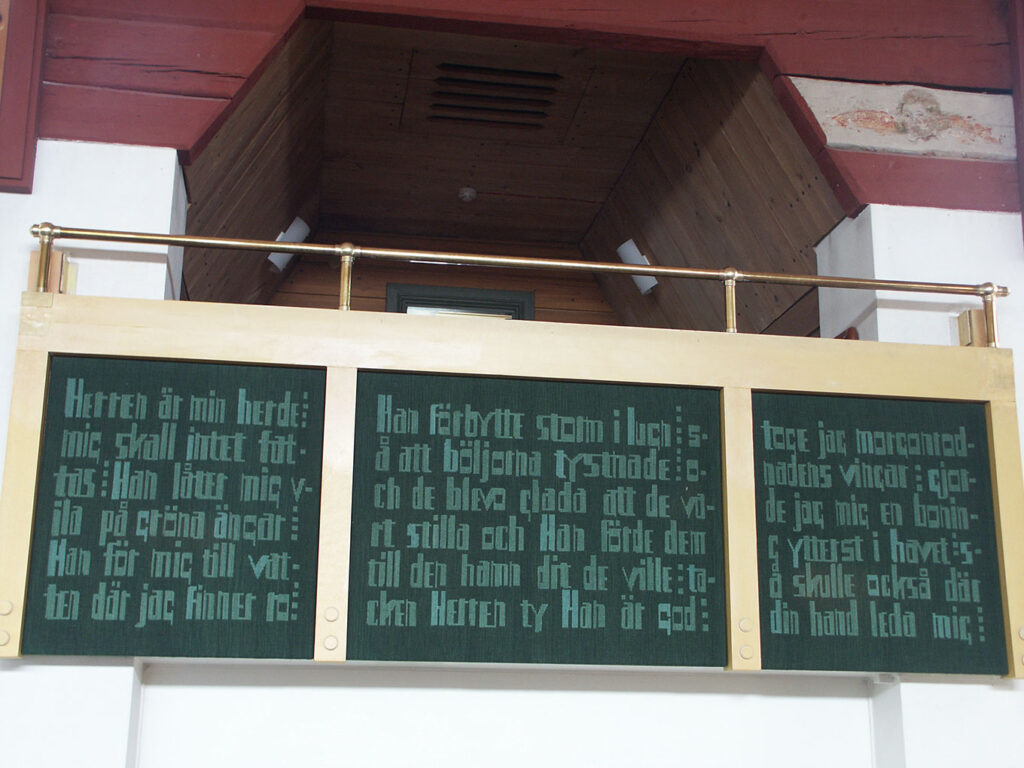 Herren är min herde:
mig skall intet fat-
tas: Han låter mig v-
ila på gröna ängar:
Han för mig till vat-
ten där jag finner ro:
Han förbytte storm i lugn: s-
å att böljorna tystnade: o-
ch de blevo glada att de va-
rt stilla och Han förde dem
till den hamn dit de ville: ta-
cken Herren ty Han är god:
toge jag morgonrod-
nadens vingar: gjor-
de jag mig en bonin-
g ytterst i havet: s-
å skulle också där
din hand leda mig: